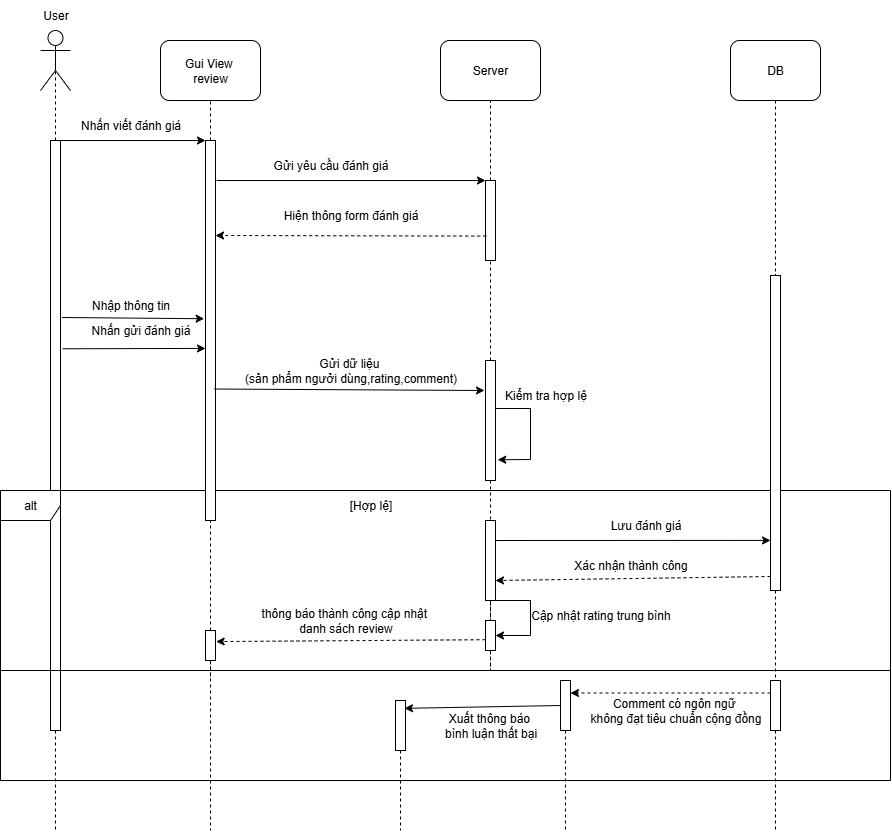 User
Gui View
review
Server
DB
Nhấn viết đánh giá
Gửi yêu cầu đánh giá
Hiện thông form đánh giá
Nhập thông tin
Nhấn gửi đánh giá
Gửi dữ liệu
(sản phẩm người dùng,rating,comment)
Kiểm tra hợp lệ
alt
[Hợp lệ]
Lưu đánh giá
Xác nhận thành công
thông báo thành công cập nhật
danh sách review
Cập nhật rating trung bình
Comment có ngôn ngữ
không đạt tiêu chuẩn cộng đồng
Xuất thông báo
bình luận thất bại